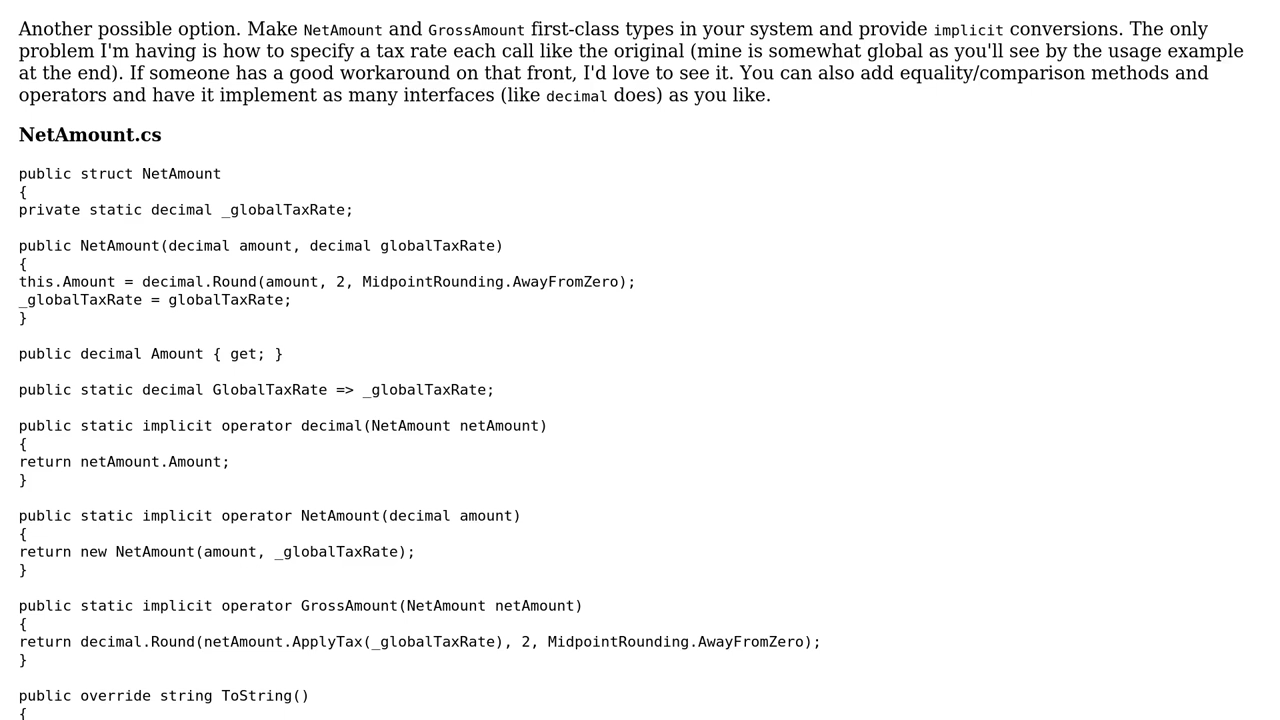 Another possible option. Make NetAmount and GrossAmount first-class types in your system and provide implicit conversions. The only
problem I'm having is how to specify a tax rate each call like the original (mine is somewhat global as you'll see by the usage example
at the end). If someone has a good workaround on that front, I'd love to see it. You can also add equality/comparison methods and
operators and have it implement as many interfaces (like decimal does) as you like.
NetAmount.cs
public struct NetAmount
{
private static decimal _globalTaxRate;
public NetAmount(decimal amount, decimal globalTaxRate)
{
this.Amount = decimal.Round(amount, 2, MidpointRounding.AwayFromZero);
_globalTaxRate = globalTaxRate;
}
public decimal Amount { get; }
public static decimal GlobalTaxRate => _globalTaxRate;
public static implicit operator decimal(NetAmount netAmount)
{
return netAmount.Amount;
}
public static implicit operator NetAmount(decimal amount)
{
return new NetAmount(amount, _globalTaxRate);
}
public static implicit operator GrossAmount(NetAmount netAmount)
{
return decimal.Round(netAmount.ApplyTax(_globalTaxRate), 2, MidpointRounding.AwayFromZero);
}
public override string ToString()
{